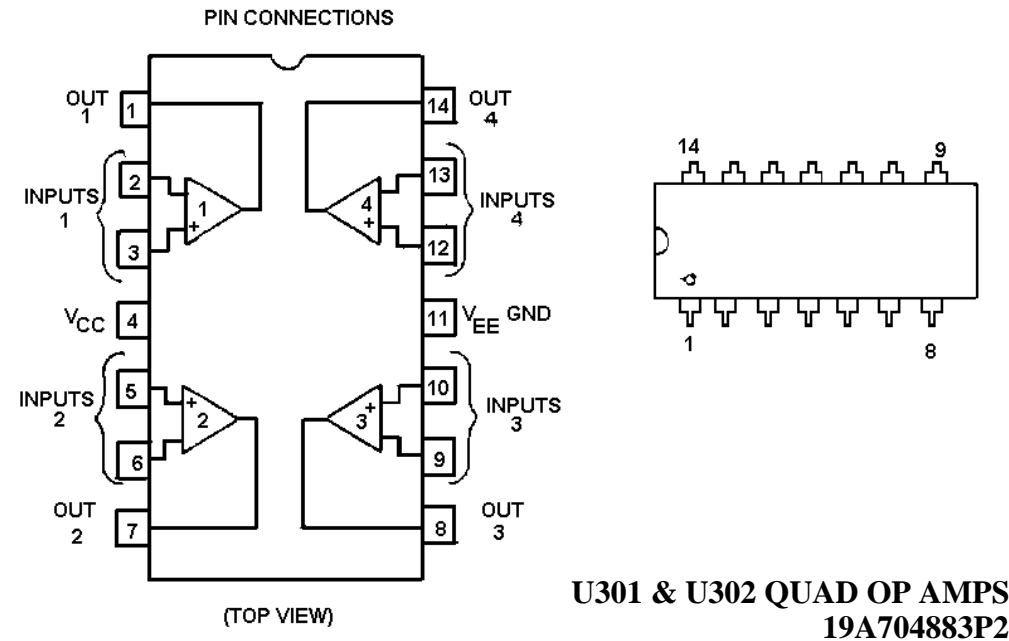 PIN CONNECTIONS
OUT 1
1
14
OUT 4
INPUTS 1
2
3
1
+
4
+
13
12
INPUTS 4
VCC
4
11
VEE GND
INPUTS 2
5
6
+
2
+
3
10
9
INPUTS 3
OUT 2
7
8
OUT 3
(TOP VIEW)
14
9
1
8
U301 & U302 QUAD OP AMPS
19A704883P2